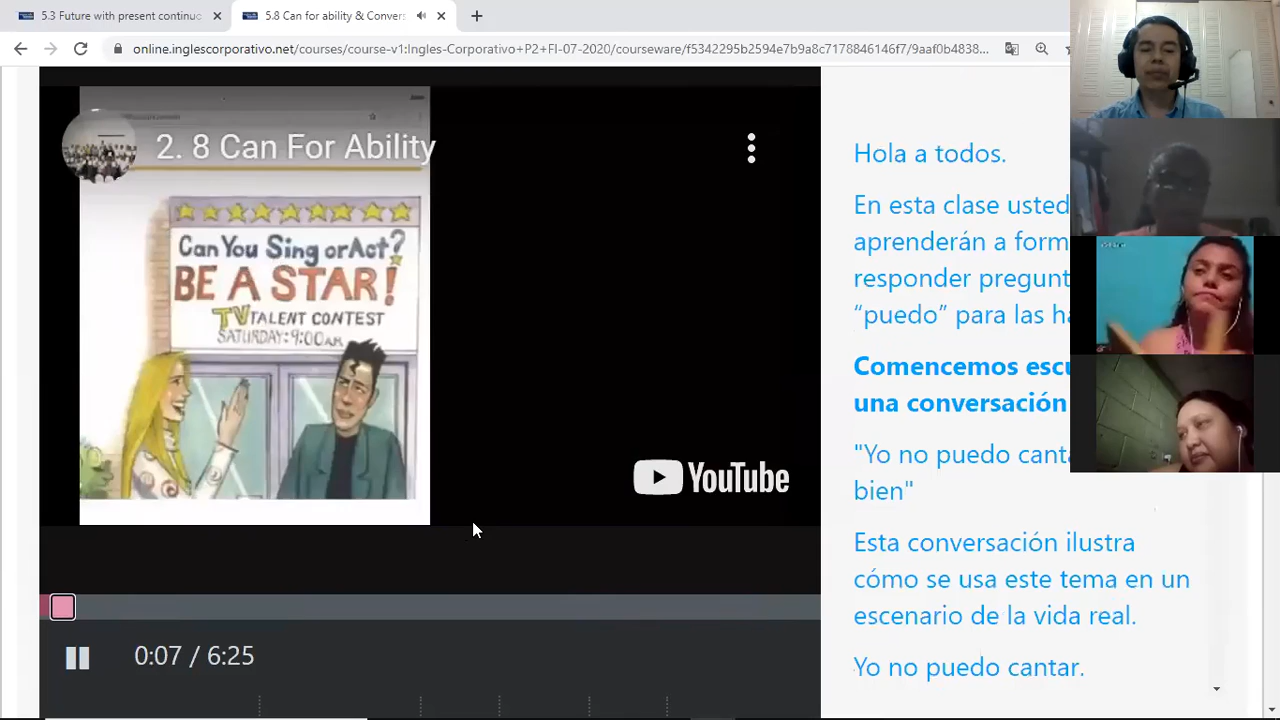 5.3 Future with present continuo
5.8 Can for ability & Convers
online.inglescorporativo.net/courses/course-v1:Ingles-Corporativo+P2+FI-07-2020/courseware/f5342295b2594e7b9a8c7178846146f7/9aaf0b4838...
2. 8 Can For Ability
Can You Sing or Act?
BE A STAR!
TV TALENT CONTEST
SATURDAY: 9:00 AM
YouTube
0:07 / 6:25
Hola a todos.
En esta clase usted
aprenderán a form
responder pregunt
“puedo” para las ha
Comencemos escu
una conversación
"Yo no puedo canta
bien"
Esta conversación ilustra
cómo se usa este tema en un
escenario de la vida real.
Yo no puedo cantar.